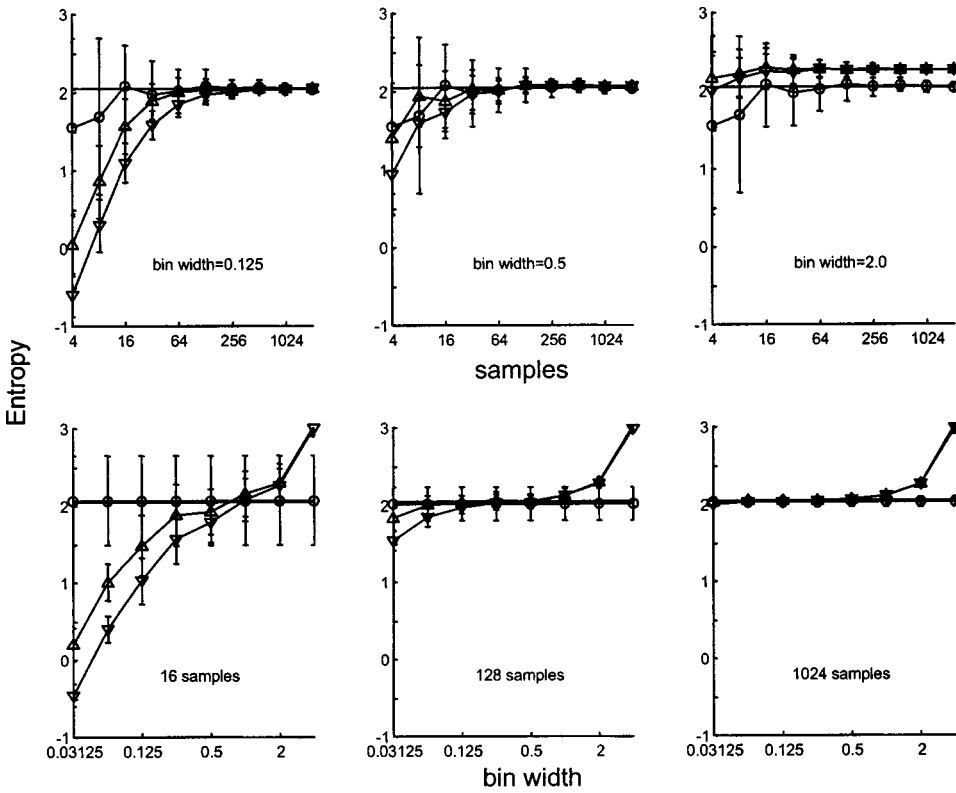 3
2
1
0
-1
bin width=0.125
4 16 64 256 1024
3
2
1
0
-1
bin width=0.5
4 16 64 256 1024
3
2
1
0
-1
bin width=2.0
4 16 64 256 1024
samples
Entropy
3
2
1
0
-1
16 samples
0.03125 0.125 0.5 2
3
2
1
0
-1
128 samples
0.03125 0.125 0.5 2
3
2
1
0
-1
1024 samples
0.03125 0.125 0.5 2
bin width